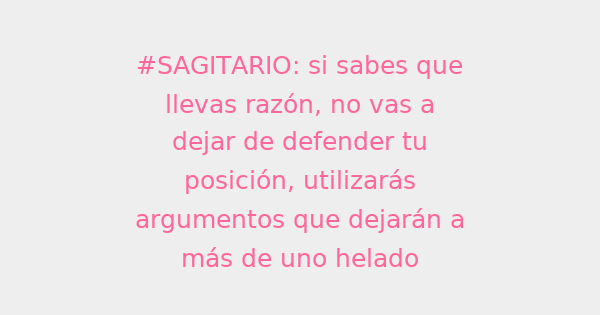 #SAGITARIO: si sabes que
llevas razón, no vas a
dejar de defender tu
posición, utilizarás
argumentos que dejarán a
más de uno helado